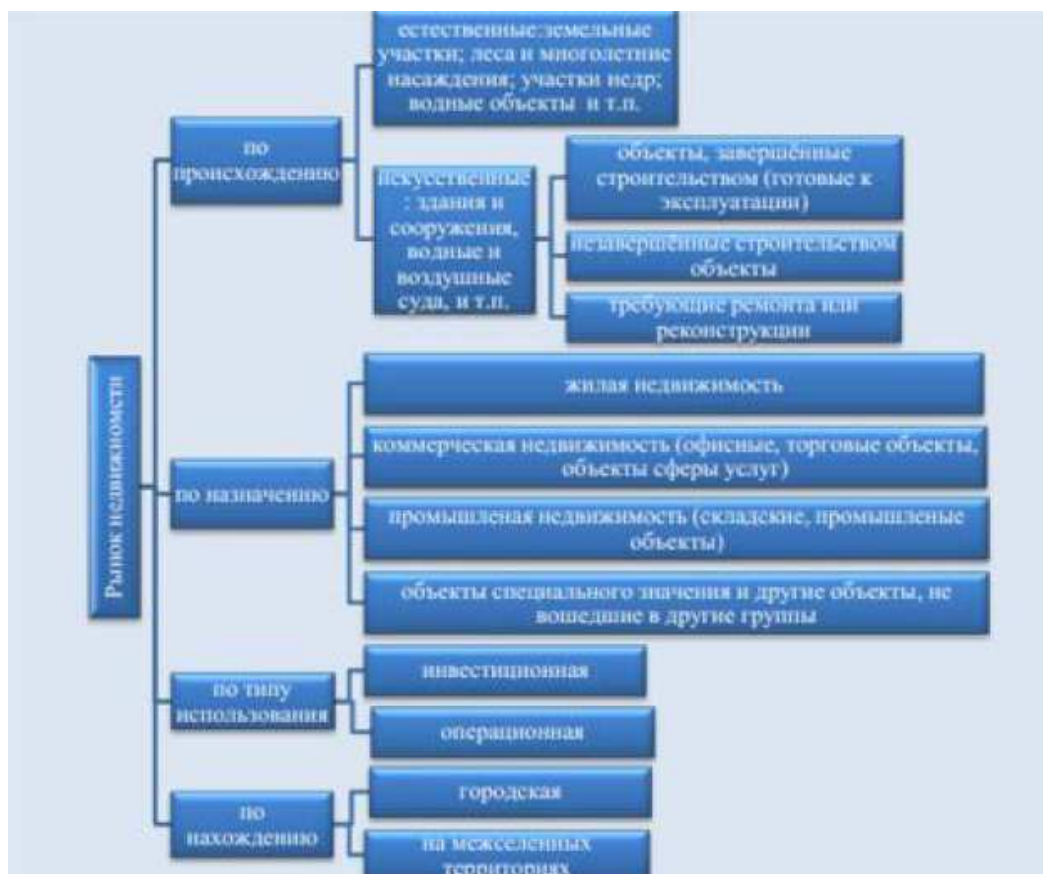 естественные:земельные
участки; леса и многолетние
насаждения; участки недр;
водные объекты и т.п.
по
происхождению
искусственные
: здания и
сооружения,
водные и
воздушные
суда, и т.п.
объекты, завершённые
строительством (готовые к
эксплуатации)
незавершённые строительством
объекты
требующие ремонта или
реконструкции
Рынок недвижиомсти
по назначению
жилая недвижимость
коммерческая недвижимость (офисные, торговые объекты,
объекты сферы услуг)
промышленая недвижимость (складские, промышленые
объекты)
объекты специального значения и другие объекты, не
вошедшие в другие группы
по типу
использования
инвестиционная
операционная
по
нахождению
городская
на межселенных
территориях